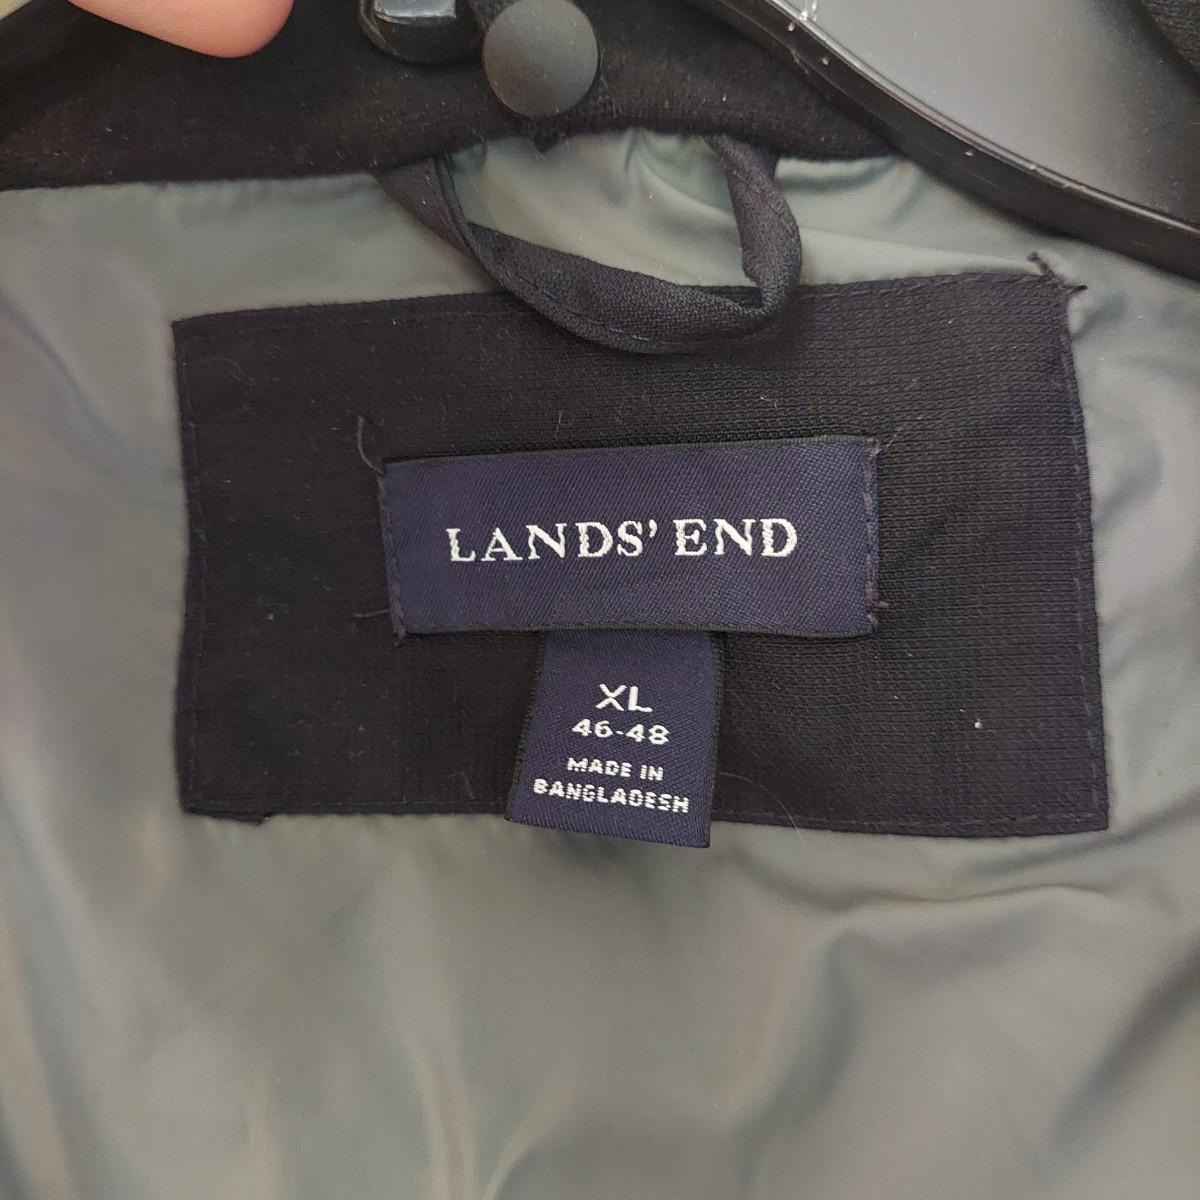 LANDS' END
XL
46-48
MADE IN
BANGLADESH